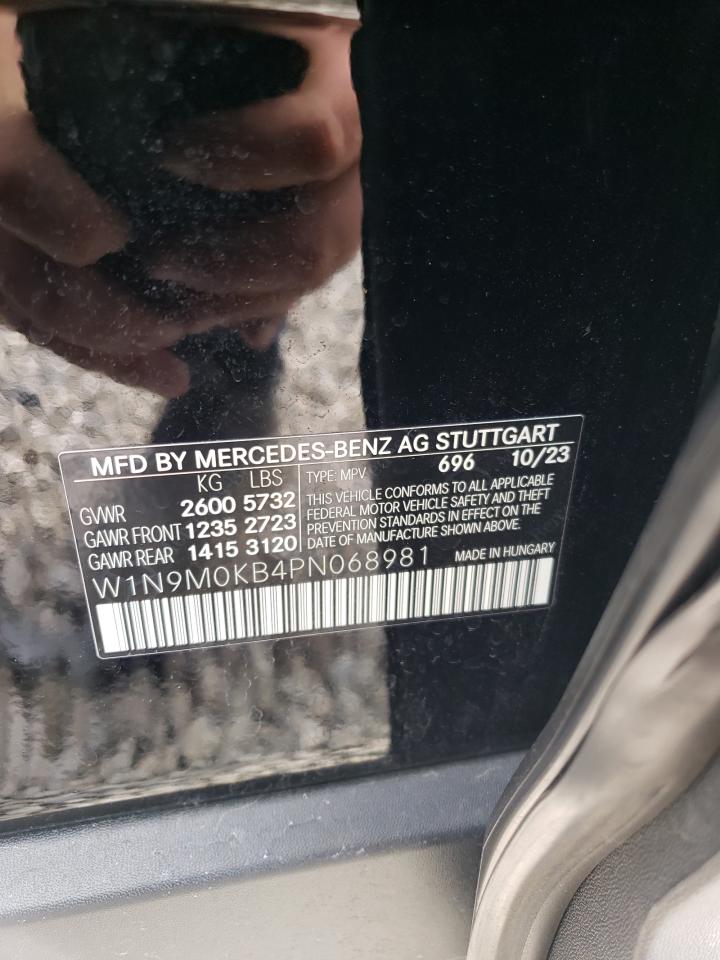 MFD BY MERCEDES-BENZ AG STUTTGART
KG LBS TYPE: MPV 696 10/23
GVWR 2600 5732
GAWR FRONT 1235 2723
GAWR REAR 1415 3120
THIS VEHICLE CONFORMS TO ALL APPLICABLE
FEDERAL MOTOR VEHICLE SAFETY AND THEFT
PREVENTION STANDARDS IN EFFECT ON THE
DATE OF MANUFACTURE SHOWN ABOVE.
W1N9M0KB4PN068981 MADE IN HUNGARY